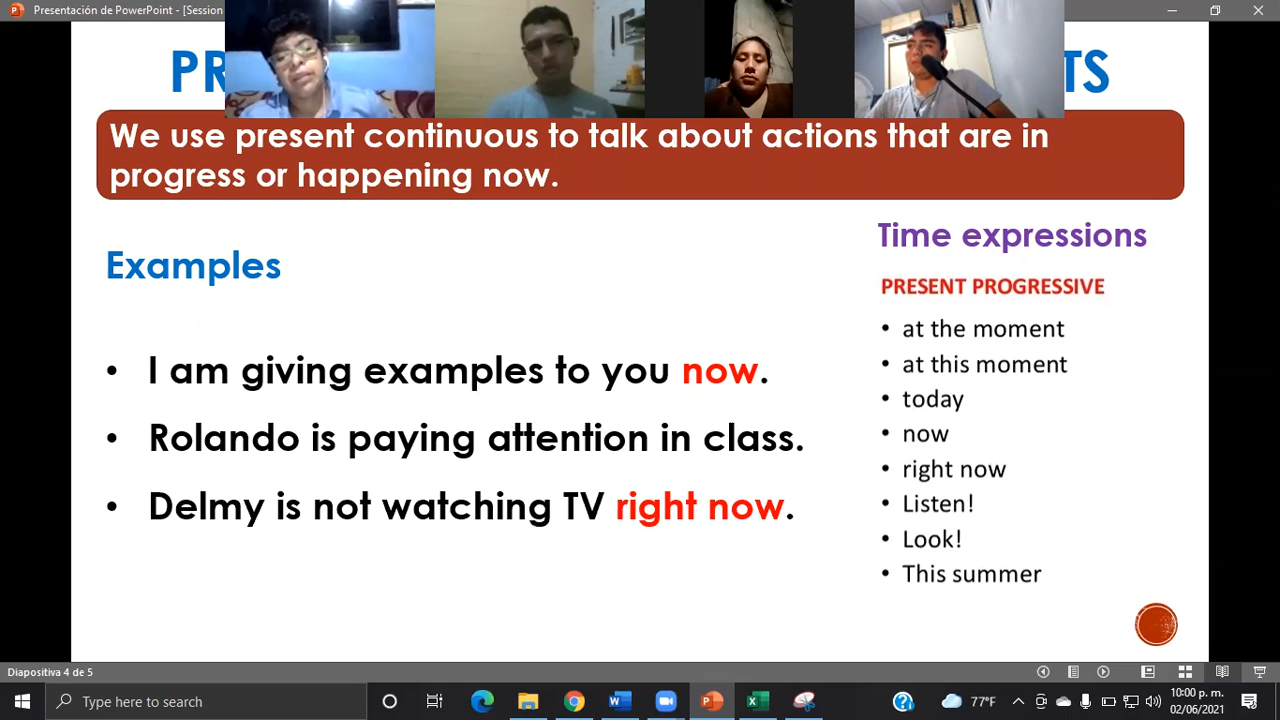 Presentación de PowerPoint - [Session
We use present continuous to talk about actions that are in
progress or happening now.
Time expressions
Examples
PRESENT PROGRESSIVE
• at the moment
• at this moment
• today
• now
• right now
• Listen!
• Look!
• This summer
• I am giving examples to you now.
• Rolando is paying attention in class.
• Delmy is not watching TV right now.
Diapositiva 4 de 5
Type here to search
77°F
10:00 p. m.
02/06/2021